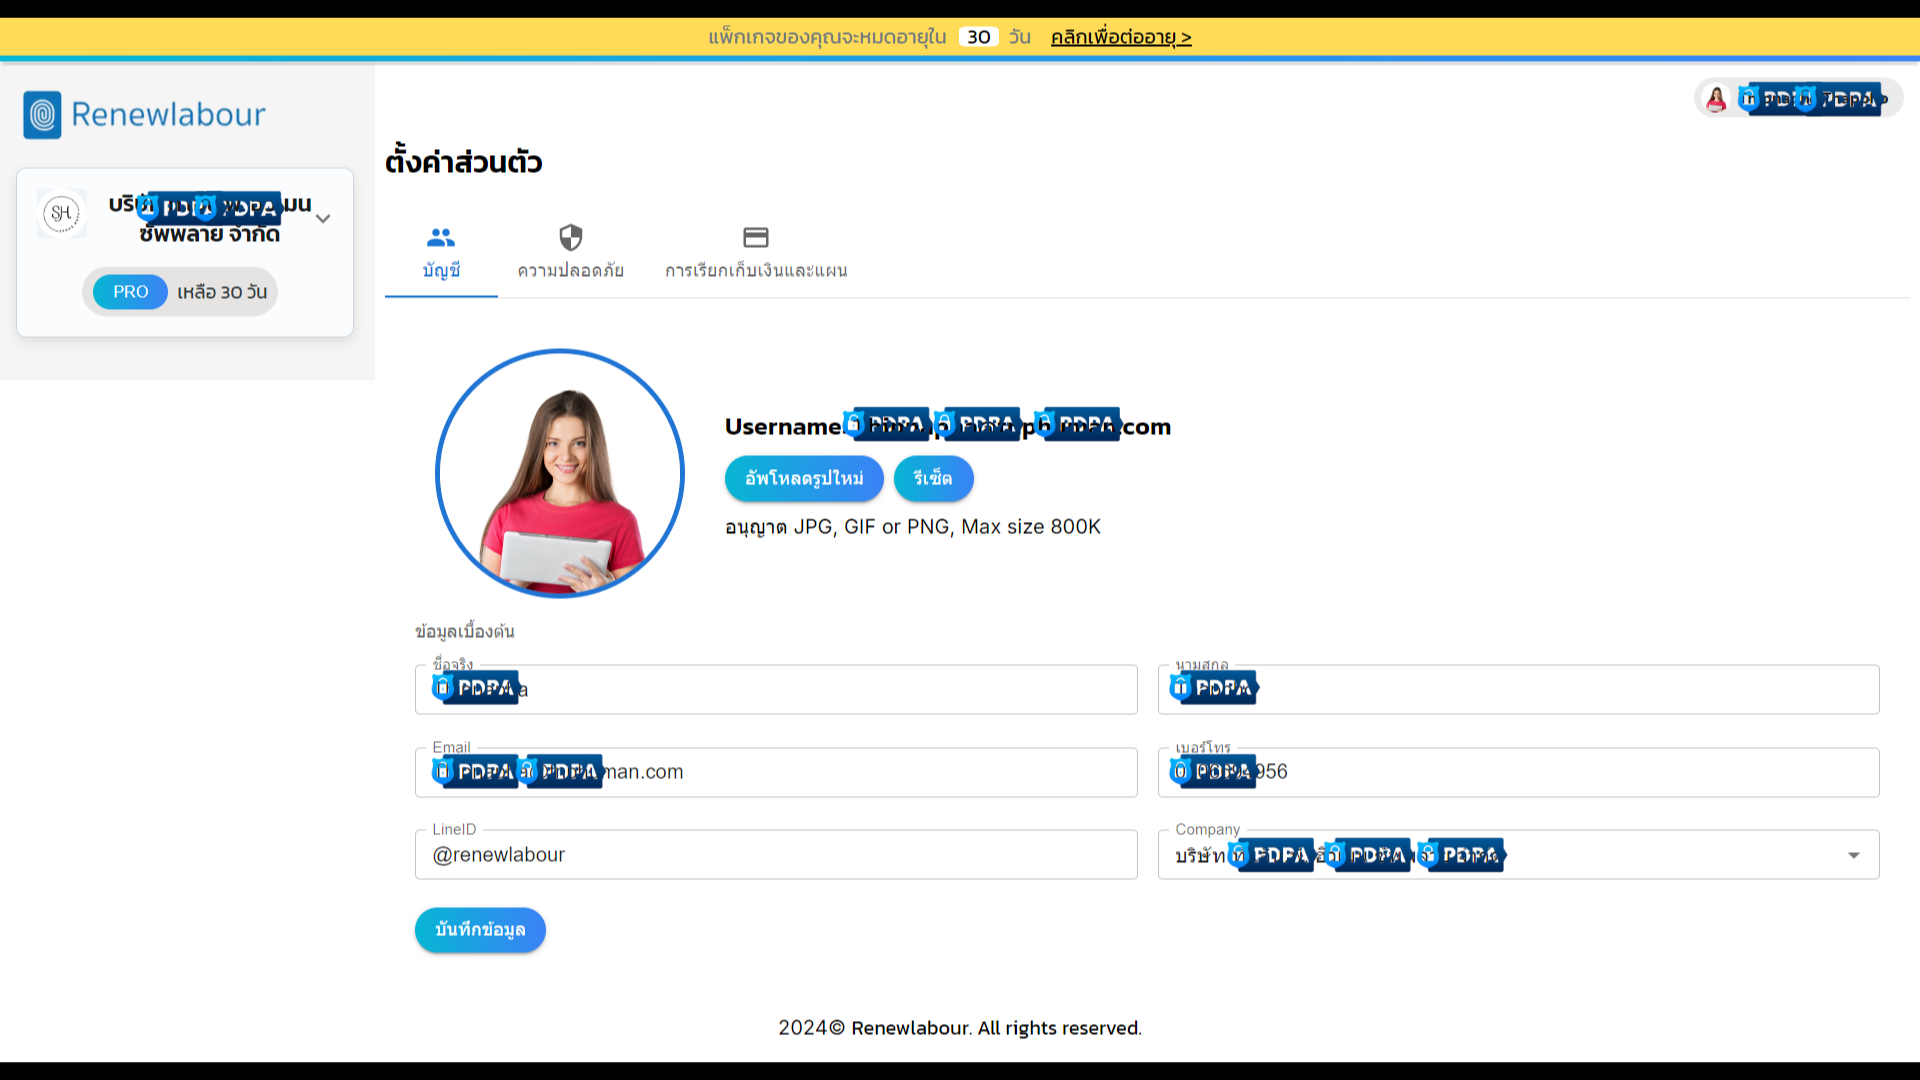 แพ็กเกจของคุณจะหมดอายุใน 30 วัน คลิกเพื่อต่ออายุ >
Renewlabour
PDPA PDPA
ตั้งค่าส่วนตัว
PDPA PDPA
ซัพพลาย จำกัด
PRO เหลือ 30 วัน
บัญชี ความปลอดภัย การเรียกเก็บเงินและแผน
Username: PDPA PDPA PDPA .com
อัพโหลดรูปใหม่ รีเซ็ต
อนุญาต JPG, GIF or PNG, Max size 800K
ข้อมูลเบื้องต้น
ชื่อจริง นามสกุล
PDPA PDPA
Email เบอร์โทร
PDPA PDPA man.com PDPA 956
LineID Company
@renewlabour บริษัท PDPA PDPA PDPA
บันทึกข้อมูล
2024© Renewlabour. All rights reserved.